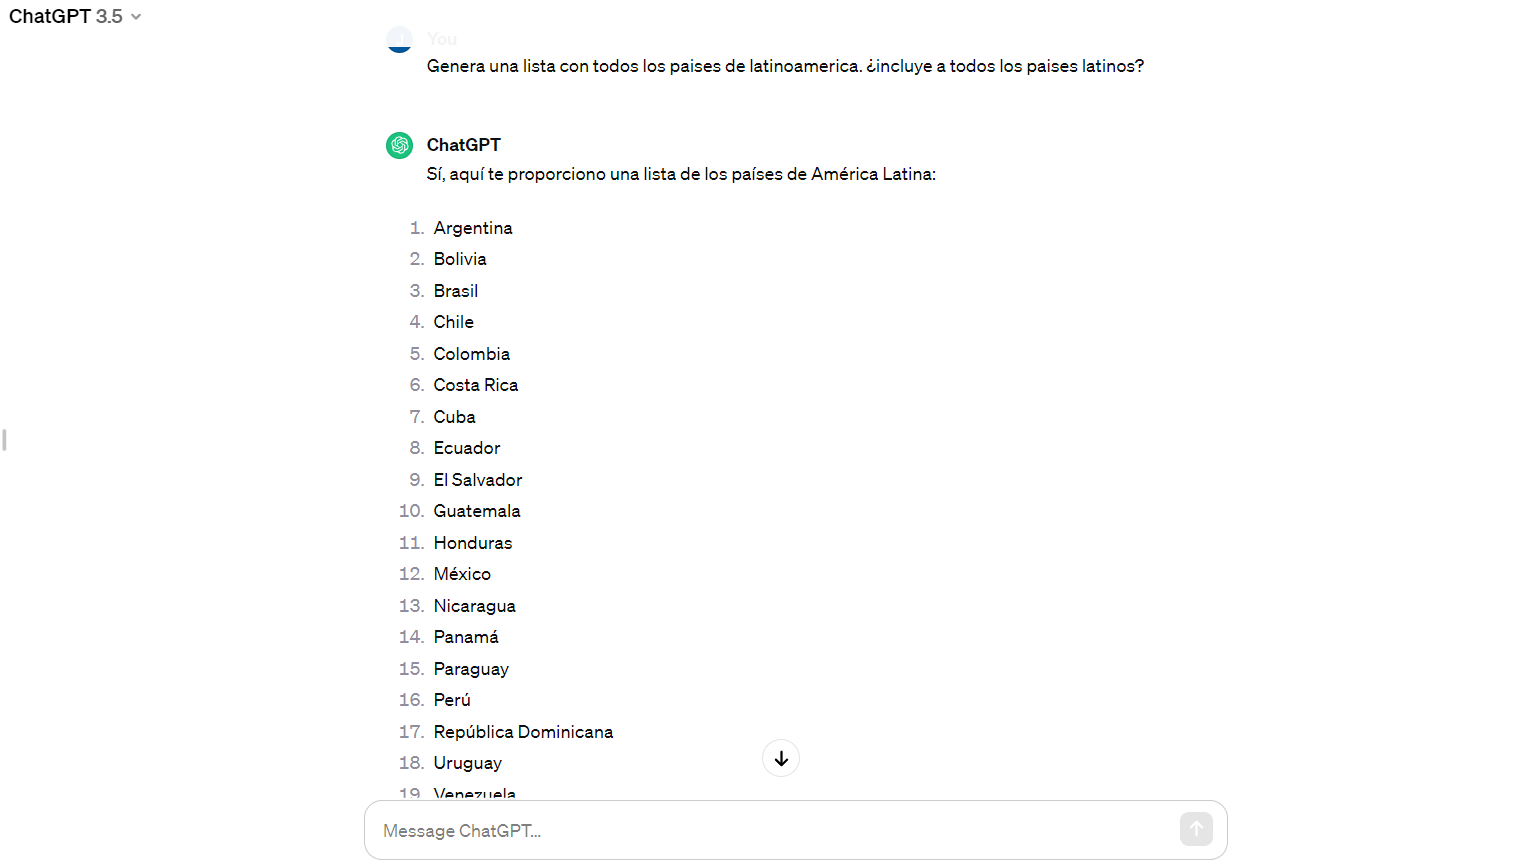 ChatGPT 3.5
You
Genera una lista con todos los paises de latinoamerica. ¿incluye a todos los paises latinos?
ChatGPT
Sí, aquí te proporciono una lista de los países de América Latina:
1. Argentina
2. Bolivia
3. Brasil
4. Chile
5. Colombia
6. Costa Rica
7. Cuba
8. Ecuador
9. El Salvador
10. Guatemala
11. Honduras
12. México
13. Nicaragua
14. Panamá
15. Paraguay
16. Perú
17. República Dominicana
18. Uruguay
19. Venezuela
Message ChatGPT...